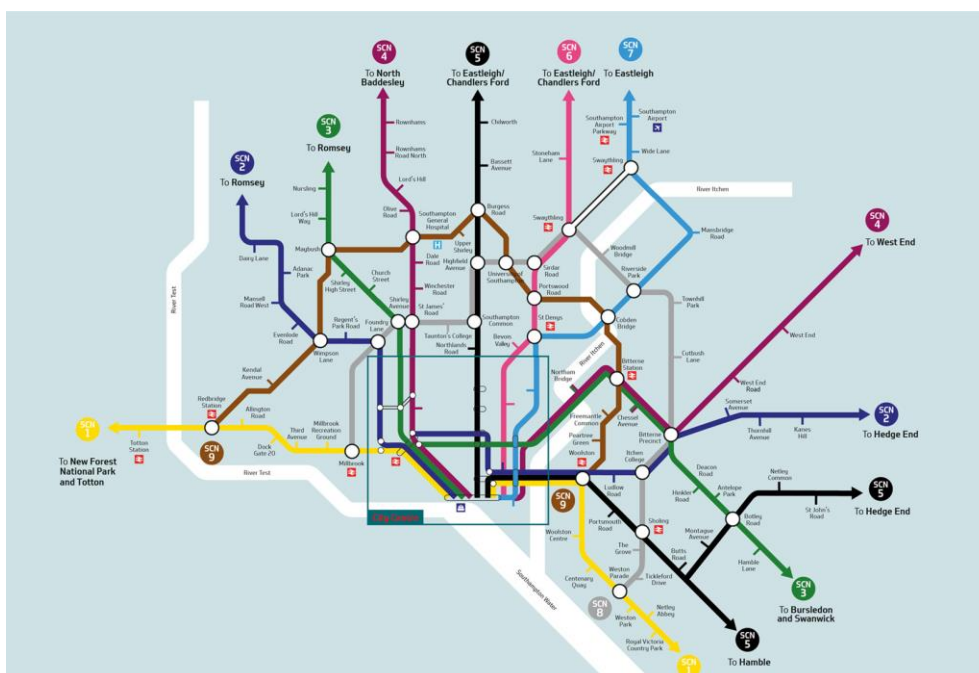 SCN
4
To North
Baddesley
SCN
5
To Eastleigh/
Chandlers Ford
SCN
6
To Eastleigh/
Chandlers Ford
SCN
7
To Eastleigh
SCN
3
To Romsey
SCN
2
To Romsey
Rownhams
Rownhams
Road North
Lord's Hill
Olive
Road
Chilworth
Bassett
Avenue
Stoneham
Lane
Southampton
Airport
Parkway
Southampton
Airport
Wide Lane
Swaythling
River Itchen
Nursling
Lord's Hill
Way
Maybush
Southampton
General
Hospital
H
Burgess
Road
Upper
Shirley
Swaythling
Mansbridge
Road
Woodmill
Bridge
SCN
4
To West End
Dairy Lane
Adanac
Park
Church
Street
Dale
Road
Highfield
Avenue
University of
Southampton
Sirdar
Road
Riverside
Park
Shirley
High Street
Winchester
Road
Portswood
Road
Townhill
Park
River Test
Maxsell
Road West
Regent's
Park Road
Shirley
Avenue
St James'
Road
Southampton
Common
St Denys
Cobden
Bridge
Evenlode
Road
Foundry
Lane
Taunton's College
Northlands
Road
Bevois
Valley
West End
Wimpson
Lane
River Itchen
Bitterne
Station
Cutbush
Lane
Kendal
Avenue
Northam
Bridge
West End
Road
Redbridge
Station
Allington
Road
Millbrook
Recreation
Ground
Freemantle
Common
Chessel
Avenue
Somerset
Avenue
SCN
2
To Hedge End
SCN
1
Third
Avenue
Peartree
Green
Bitterne
Precinct
Thornhill
Avenue
Kanes
Hill
Totton
Station
SCN
9
Dock
Gate 20
Millbrook
Woolston
Itchen
College
To New Forest
National Park
and Totton
River Test
Deacon
Road
Netley
Common
SCN
5
To Hedge End
City Centre
SCN
9
Ludlow
Road
Hinkler
Road
Antelope
Park
St John's
Road
Portsmouth
Road
Sholing
Botley
Road
Woolston
Centre
Montague
Avenue
The
Grove
Butts
Road
Hamble
Lane
Southampton Water
Centenary
Quay
Weston
Parade
Tickleford
Drive
SCN
8
SCN
3
To Bursledon
and Swanwick
Weston
Park
Netley
Abbey
SCN
5
To Hamble
Royal Victoria
Country Park
SCN
1